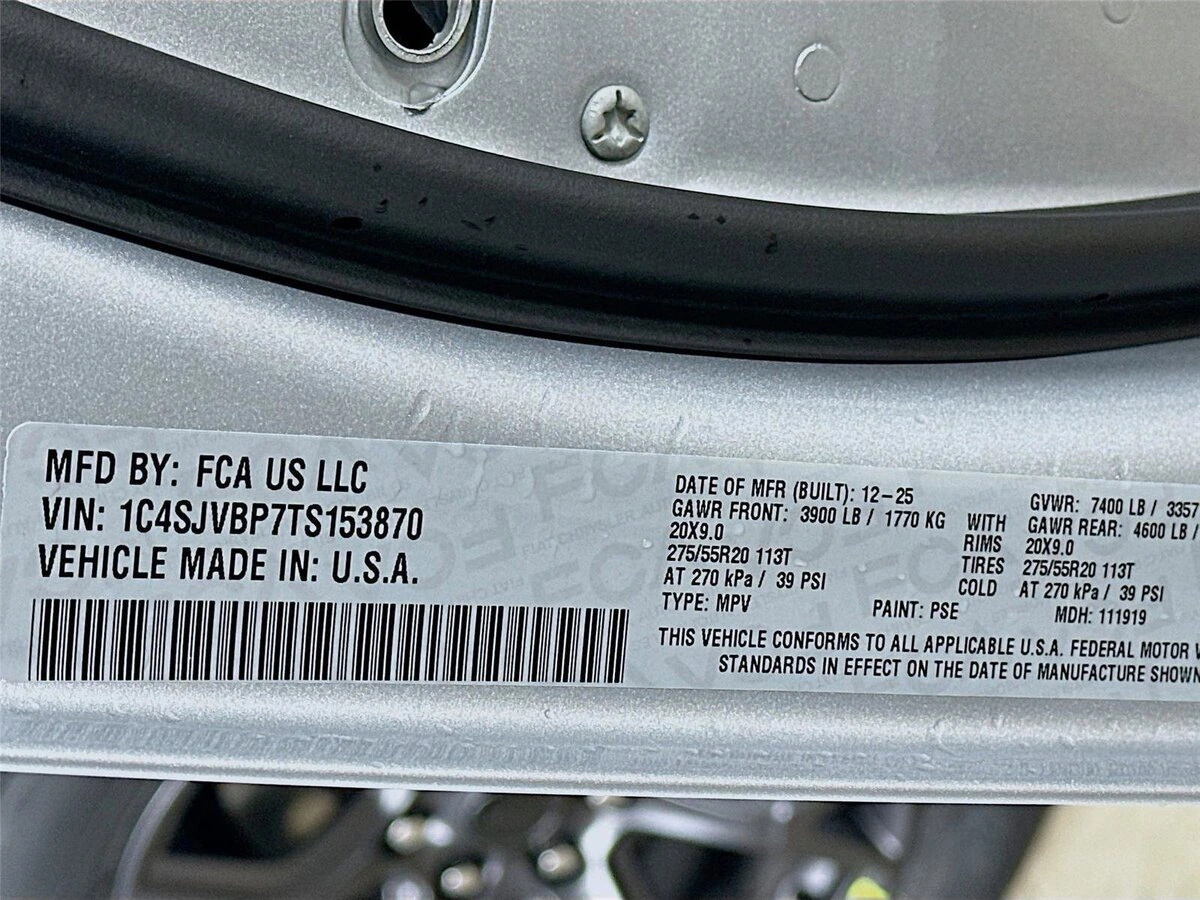 MFD BY: FCA US LLC
VIN: 1C4SJVBP7TS153870
VEHICLE MADE IN: U.S.A.
DATE OF MFR (BUILT): 12-25
GVWR: 7400 LB / 3357
GAWR FRONT: 3900 LB / 1770 KG WITH GAWR REAR: 4600 LB /
20X9.0 RIMS 20X9.0
275/55R20 113T TIRES 275/55R20 113T
AT 270 kPa / 39 PSI COLD AT 270 kPa / 39 PSI
TYPE: MPV PAINT: PSE MDH: 111919
THIS VEHICLE CONFORMS TO ALL APPLICABLE U.S.A. FEDERAL MOTOR V
STANDARDS IN EFFECT ON THE DATE OF MANUFACTURE SHOWN